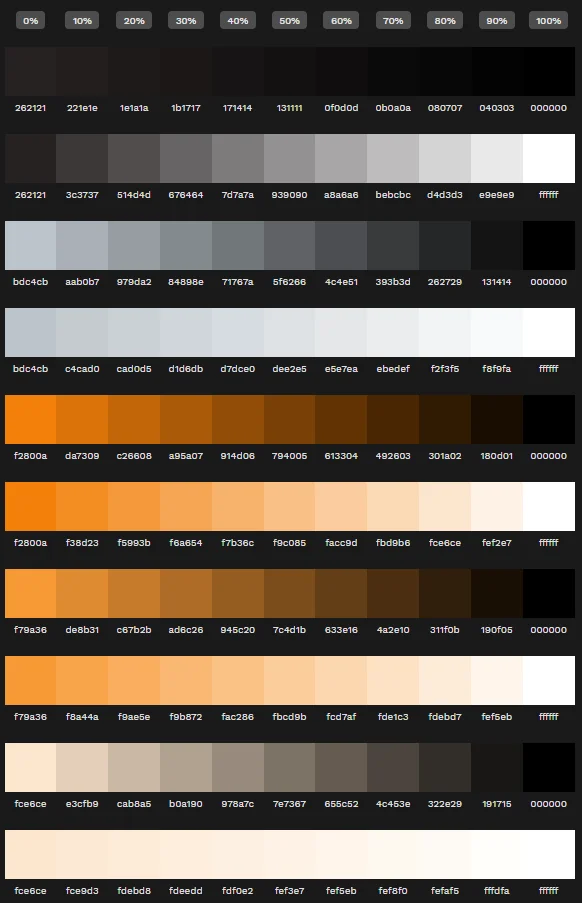 0% 10% 20% 30% 40% 50% 60% 70% 80% 90% 100%
262121 221e1e 1e1a1a 1b1717 171414 131111 0f0d0d 0b0a0a 080707 040303 000000
262121 3c3737 514d4d 676464 7d7a7a 939090 a8a6a6 bebcbc d4d3d3 e9e9e9 ffffff
bdc4cb aab0b7 979da2 84898e 71767a 5f6266 4c4e51 393b3d 262729 131414 000000
bdc4cb c4cad0 cad0d5 d1d6db d7dce0 dee2e5 e5e7ea ebedef f2f3f5 f8f9fa ffffff
f2800a da7309 c26608 a95a07 914d06 794005 613304 492603 301a02 180d01 000000
f2800a f38d23 f5993b f6a654 f7b36c f9c085 facc9d fbd9b6 fce6ce fef2e7 ffffff
f79a36 de8b31 c67b2b ad6c26 945c20 7c4d1b 633e16 4a2e10 311f0b 190f05 000000
f79a36 f8a44a f9ae5e f9b872 fac286 fbcd9b fcd7af fde1c3 fdebd7 fef5eb ffffff
fce6ce e3cfb9 cab8a5 b0a190 978a7c 7e7367 655c52 4c453e 322e29 191715 000000
fce6ce fce9d3 fdebd8 fdeedd fdf0e2 fef3e7 fef5eb fef8f0 fefaf5 fffdfa ffffff